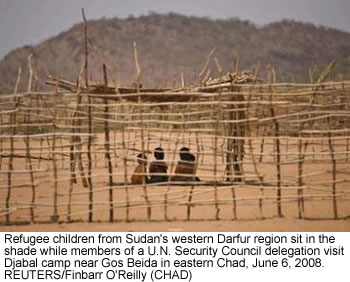 Refugee children from Sudan's western Darfur region sit in the
shade while members of a U.N. Security Council delegation visit
Djabal camp near Gos Beida in eastern Chad, June 6, 2008.
REUTERS/Finbarr O'Reilly (CHAD)